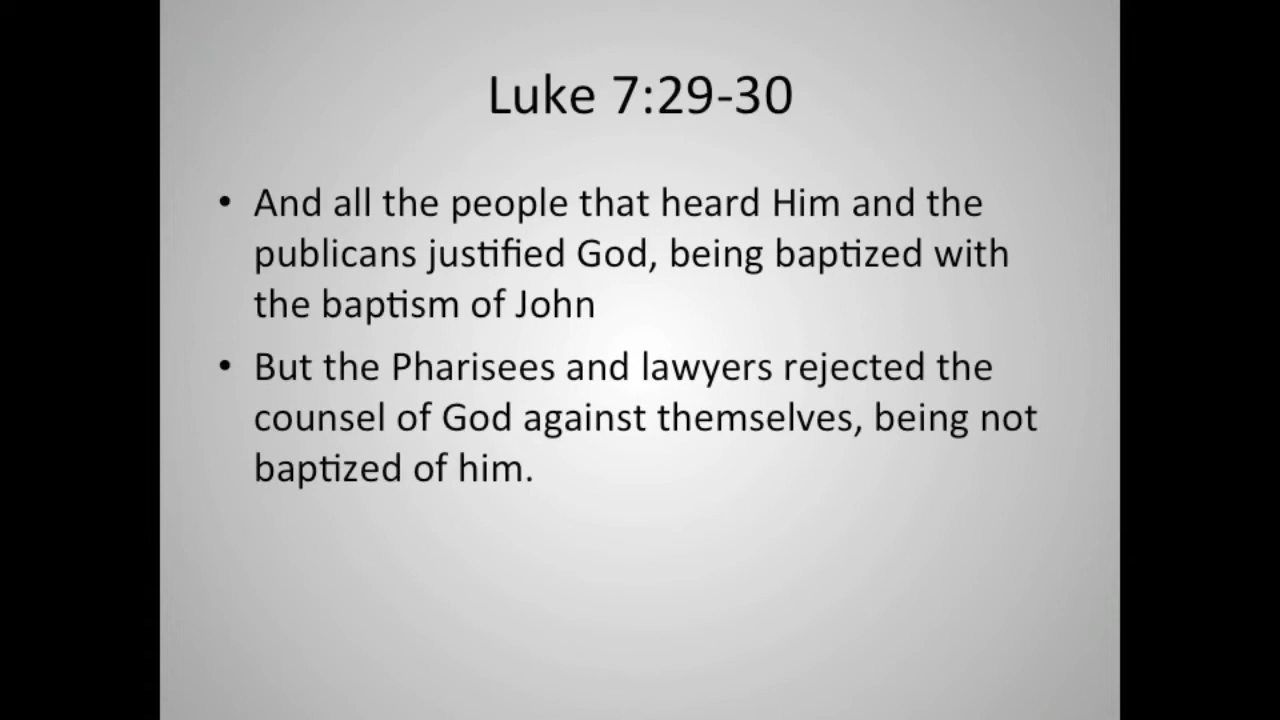 Luke 7:29-30
• And all the people that heard Him and the
publicans justified God, being baptized with
the baptism of John
• But the Pharisees and lawyers rejected the
counsel of God against themselves, being not
baptized of him.